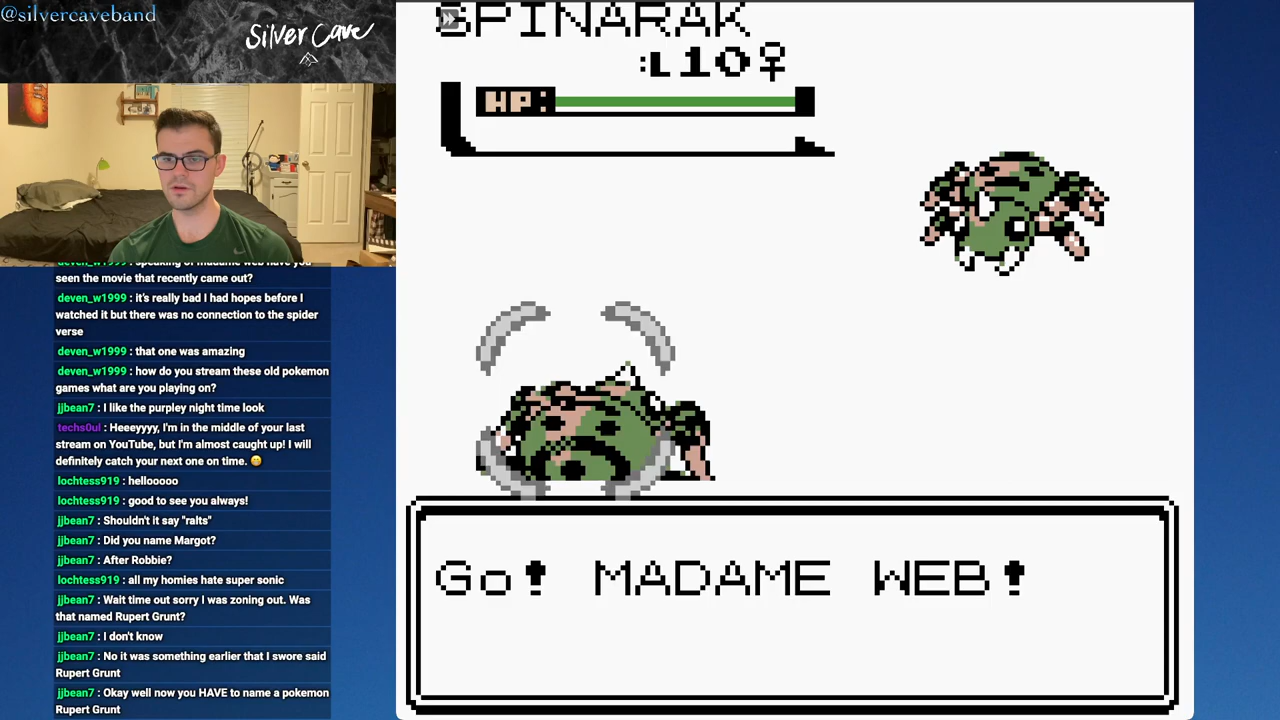 @silvercaveband
Silver Cave
SPINARAK
:L10♀
HP:
deven_w1999 : speaking of madame web have you
seen the movie that recently came out?
deven_w1999 : it's really bad I had hopes before I
watched it but there was no connection to the spider
verse
deven_w1999 : that one was amazing
deven_w1999 : how do you stream these old pokemon
games what are you playing on?
jjbean7 : I like the purpley night time look
techs0ul : Heeeyyyy, I'm in the middle of your last
stream on YouTube, but I'm almost caught up! I will
definitely catch your next one on time. 😁
lochtess919 : hellooooo
lochtess919 : good to see you always!
jjbean7 : Shouldn't it say "ralts"
jjbean7 : Did you name Margot?
jjbean7 : After Robbie?
lochtess919 : all my homies hate super sonic
jjbean7 : Wait time out sorry I was zoning out. Was
that named Rupert Grunt?
jjbean7 : I don't know
jjbean7 : No it was something earlier that I swore said
Rupert Grunt
jjbean7 : Okay well now you HAVE to name a pokemon
Rupert Grunt
Go! MADAME WEB!